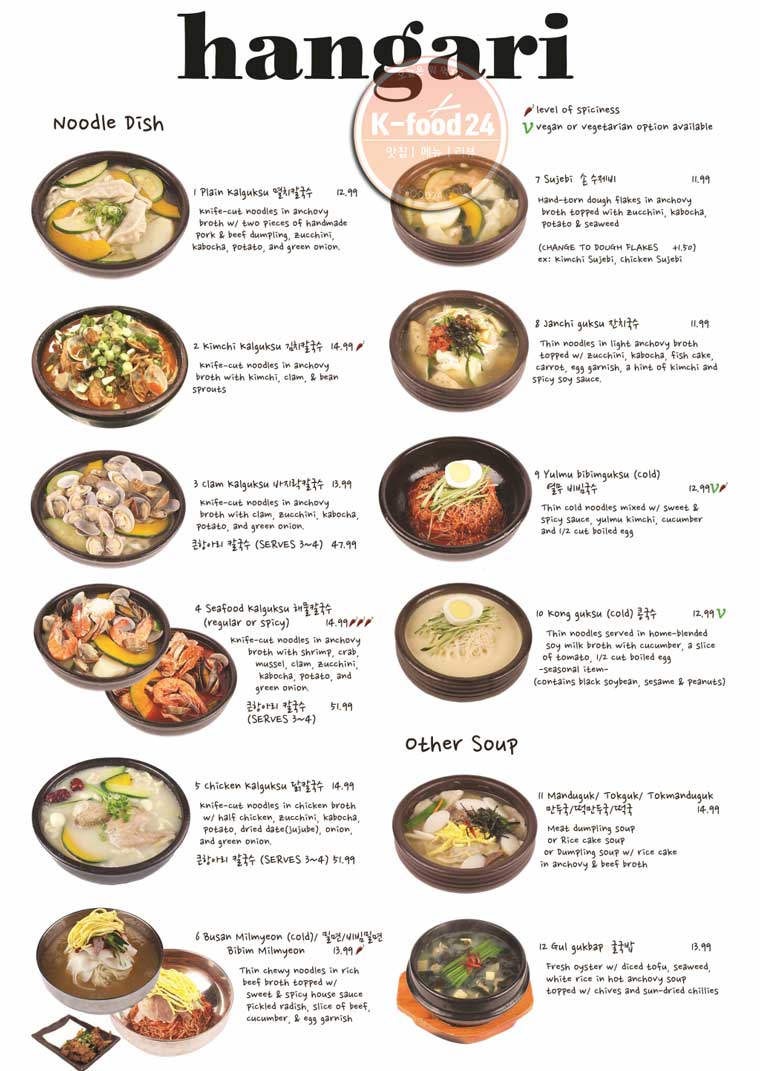 hangari
K-food24
맛집 | 메뉴 | 리뷰
level of spiciness
V vegan or vegetarian option available
Noodle Dish
1 Plain Kalguksu 멸치칼국수 12.99
Knife-cut noodles in anchovy
broth w/ two pieces of handmade
pork & beef dumpling, zucchini,
kabocha, potato, and green onion.
2 Kimchi Kalguksu 김치칼국수 14.99
Knife-cut noodles in anchovy
broth with kimchi, clam, & bean
sprouts
3 Clam Kalguksu 바지락칼국수 13.99
Knife-cut noodles in anchovy
broth with clam, zucchini, kabocha,
potato, and green onion.
큰항아리 칼국수 (SERVES 3~4) 47.99
4 Seafood Kalguksu 해물칼국수
(regular or spicy) 14.99
Knife-cut noodles in anchovy
broth with shrimp, crab,
mussel, clam, zucchini,
kabocha, potato, and
green onion.
큰항아리 칼국수 51.99
(SERVES 3~4)
5 Chicken Kalguksu 닭칼국수 14.99
Knife-cut noodles in chicken broth
w/ half chicken, zucchini, kabocha,
potato, dried date(jujube), onion,
and green onion.
큰항아리 칼국수 (SERVES 3~4) 51.99
6 Busan Milmyeon (cold)/ 밀면/비빔밀면
Bibim Milmyeon 13.99
Thin chewy noodles in rich
beef broth topped w/
sweet & spicy house sauce
pickled radish, slice of beef,
cucumber, & egg garnish
7 Sujebi 손 수제비 11.99
Hand-torn dough flakes in anchovy
broth topped with zucchini, kabocha,
potato & seaweed
(CHANGE TO DOUGH FLAKES +1.50)
ex: Kimchi Sujebi, chicken Sujebi
8 Janchi guksu 잔치국수 11.99
Thin noodles in light anchovy broth
topped w/ zucchini, kabocha, fish cake,
carrot, egg garnish, a hint of kimchi and
spicy soy sauce.
9 Yulmu bibimguksu (cold)
열무 비빔국수 12.99 V
Thin cold noodles mixed w/ sweet &
spicy sauce, yulmu kimchi, cucumber
and 1/2 cut boiled egg
10 Kong guksu (cold) 콩국수 12.99 V
Thin noodles served in home-blended
soy milk broth with cucumber, a slice
of tomato, 1/2 cut boiled egg
-seasonal item-
(contains black soybean, sesame & peanuts)
Other Soup
11 Manduguk/ Tokguk/ Tokmanduguk
만두국/떡만두국/떡국 14.99
Meat dumpling soup
or Rice cake soup
or Dumpling soup w/ rice cake
in anchovy & beef broth
12 Gul gukbap 굴국밥 13.99
Fresh oyster w/ diced tofu, seaweed,
white rice in hot anchovy soup
topped w/ chives and sun-dried chillies